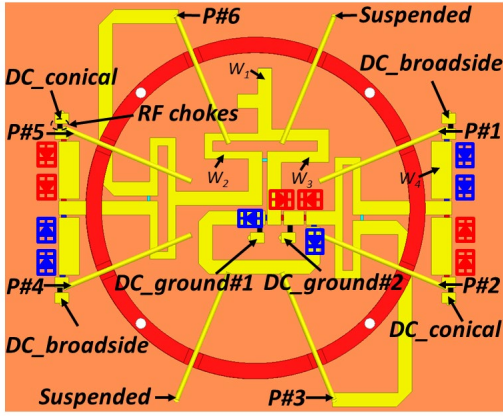 P#6
Suspended
DC_conical
W₁
DC_broadside
RF chokes
P#5
P#1
W₂
W₃
W₄
P#4
DC_ground#1
DC_ground#2
P#2
DC_broadside
DC_conical
Suspended
P#3